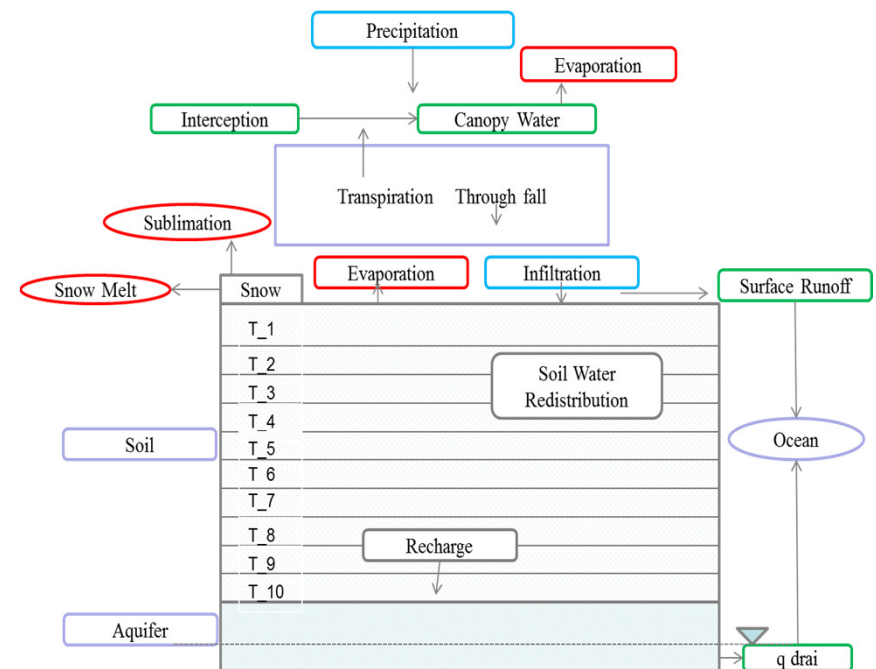 Precipitation
Evaporation
Interception
Canopy Water
Transpiration
Through fall
Sublimation
Snow Melt
Snow
Evaporation
Infiltration
Surface Runoff
T_1
T_2
T_3
T_4
T_5
T 6
T_7
T_8
T_9
T_10
Soil Water
Redistribution
Soil
Ocean
Recharge
Aquifer
q drai